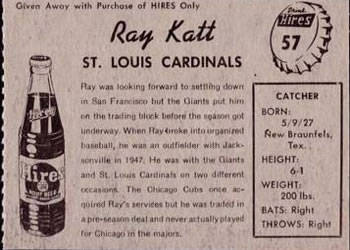 Given Away with Purchase of HIRES Only
Ray Katt
ST. LOUIS CARDINALS
Drink
Hires
57
Ray was looking forward to settling down
in San Francisco but the Giants put him
on the trading block before the season got
underway. When Ray broke into organized
baseball, he was an outfielder with Jack-
sonville in 1947. He was with the Giants
and St. Louis Cardinals on two different
occasions. The Chicago Cubs once ac-
quired Ray's services but he was traded in
a pre-season deal and never actually played
for Chicago in the majors.
Hires
ROOT BEER
CATCHER
BORN:
5/9/27
New Braunfels,
Tex.
HEIGHT:
6-1
WEIGHT:
200 lbs.
BATS: Right
THROWS: Right